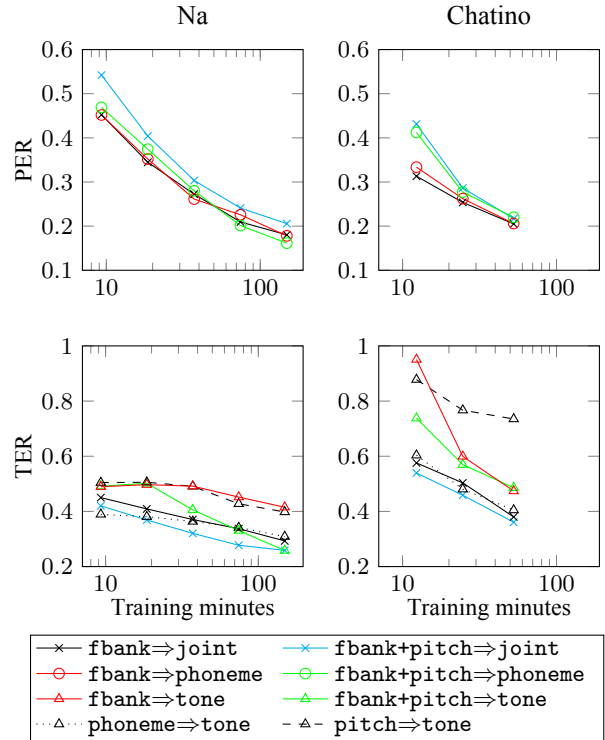 Na Chatino
0.6 0.6
0.5 0.5
0.4 0.4
PER
0.3 0.3
0.2 0.2
0.1 0.1
10 100 10 100
1 1
0.8 0.8
TER
0.6 0.6
0.4 0.4
0.2 0.2
10 100 10 100
Training minutes Training minutes
fbank⇒joint fbank+pitch⇒joint
fbank⇒phoneme fbank+pitch⇒phoneme
fbank⇒tone fbank+pitch⇒tone
phoneme⇒tone pitch⇒tone